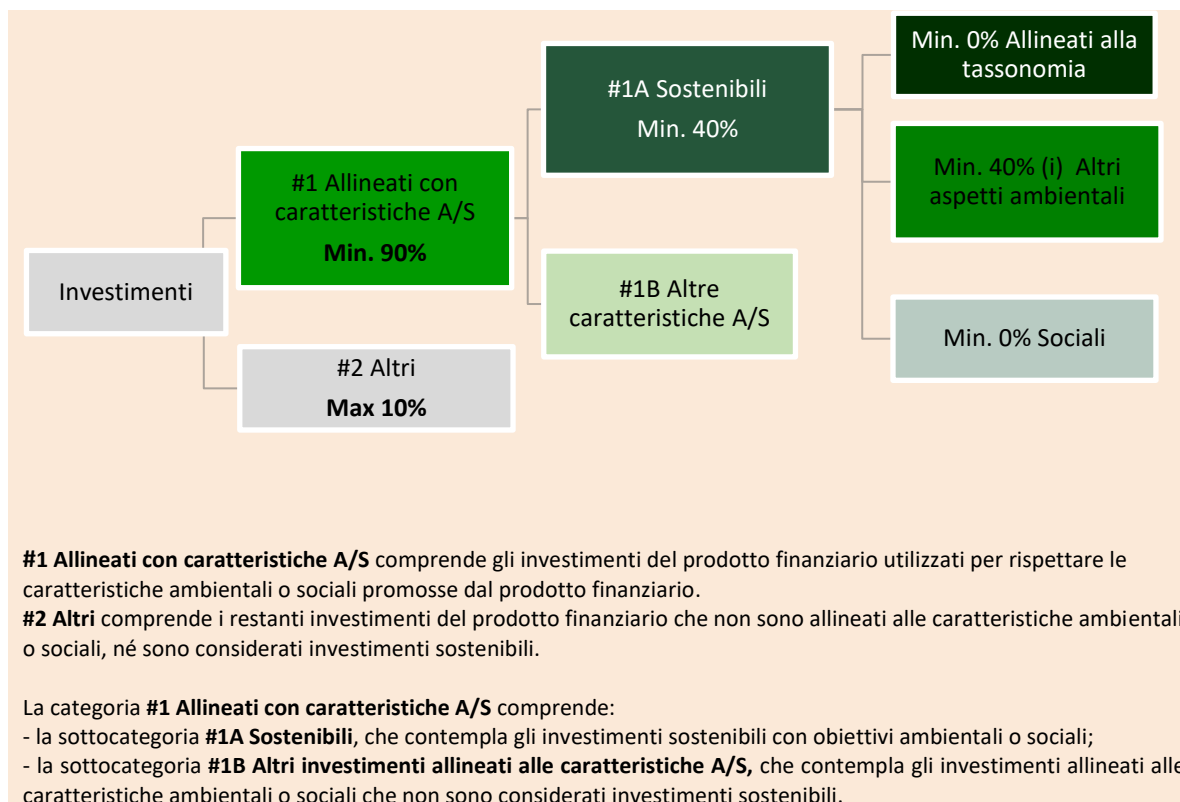 Min. 0% Allineati alla
tassonomia
#1A Sostenibili
Min. 40%
Min. 40% (i) Altri
aspetti ambientali
#1 Allineati con
caratteristiche A/S
Min. 90%
Investimenti
#1B Altre
caratteristiche A/S
Min. 0% Sociali
#2 Altri
Max 10%
#1 Allineati con caratteristiche A/S comprende gli investimenti del prodotto finanziario utilizzati per rispettare le
caratteristiche ambientali o sociali promosse dal prodotto finanziario.
#2 Altri comprende i restanti investimenti del prodotto finanziario che non sono allineati alle caratteristiche ambientali
o sociali, né sono considerati investimenti sostenibili.
La categoria #1 Allineati con caratteristiche A/S comprende:
- la sottocategoria #1A Sostenibili, che contempla gli investimenti sostenibili con obiettivi ambientali o sociali;
- la sottocategoria #1B Altri investimenti allineati alle caratteristiche A/S, che contempla gli investimenti allineati alle
caratteristiche ambientali o sociali che non sono considerati investimenti sostenibili.